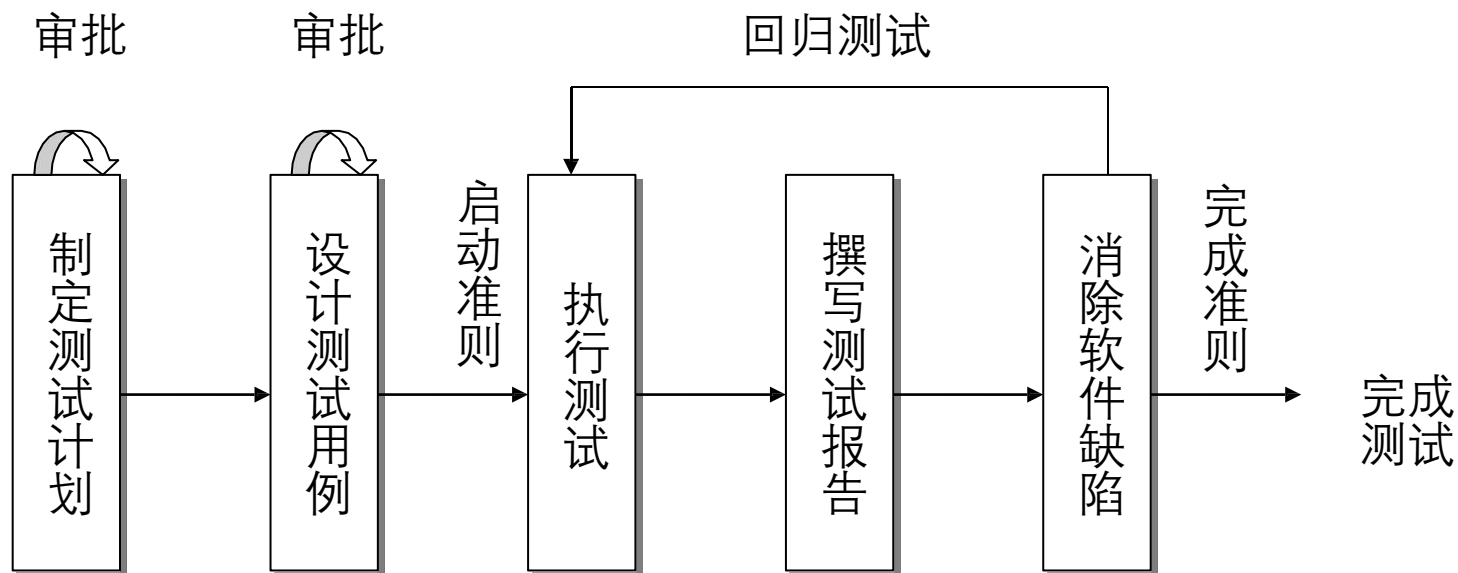 审批
审批
回归测试
制定测试计划
设计测试用例
启动准则
执行测试
撰写测试报告
消除软件缺陷
完成准则
完成
测试